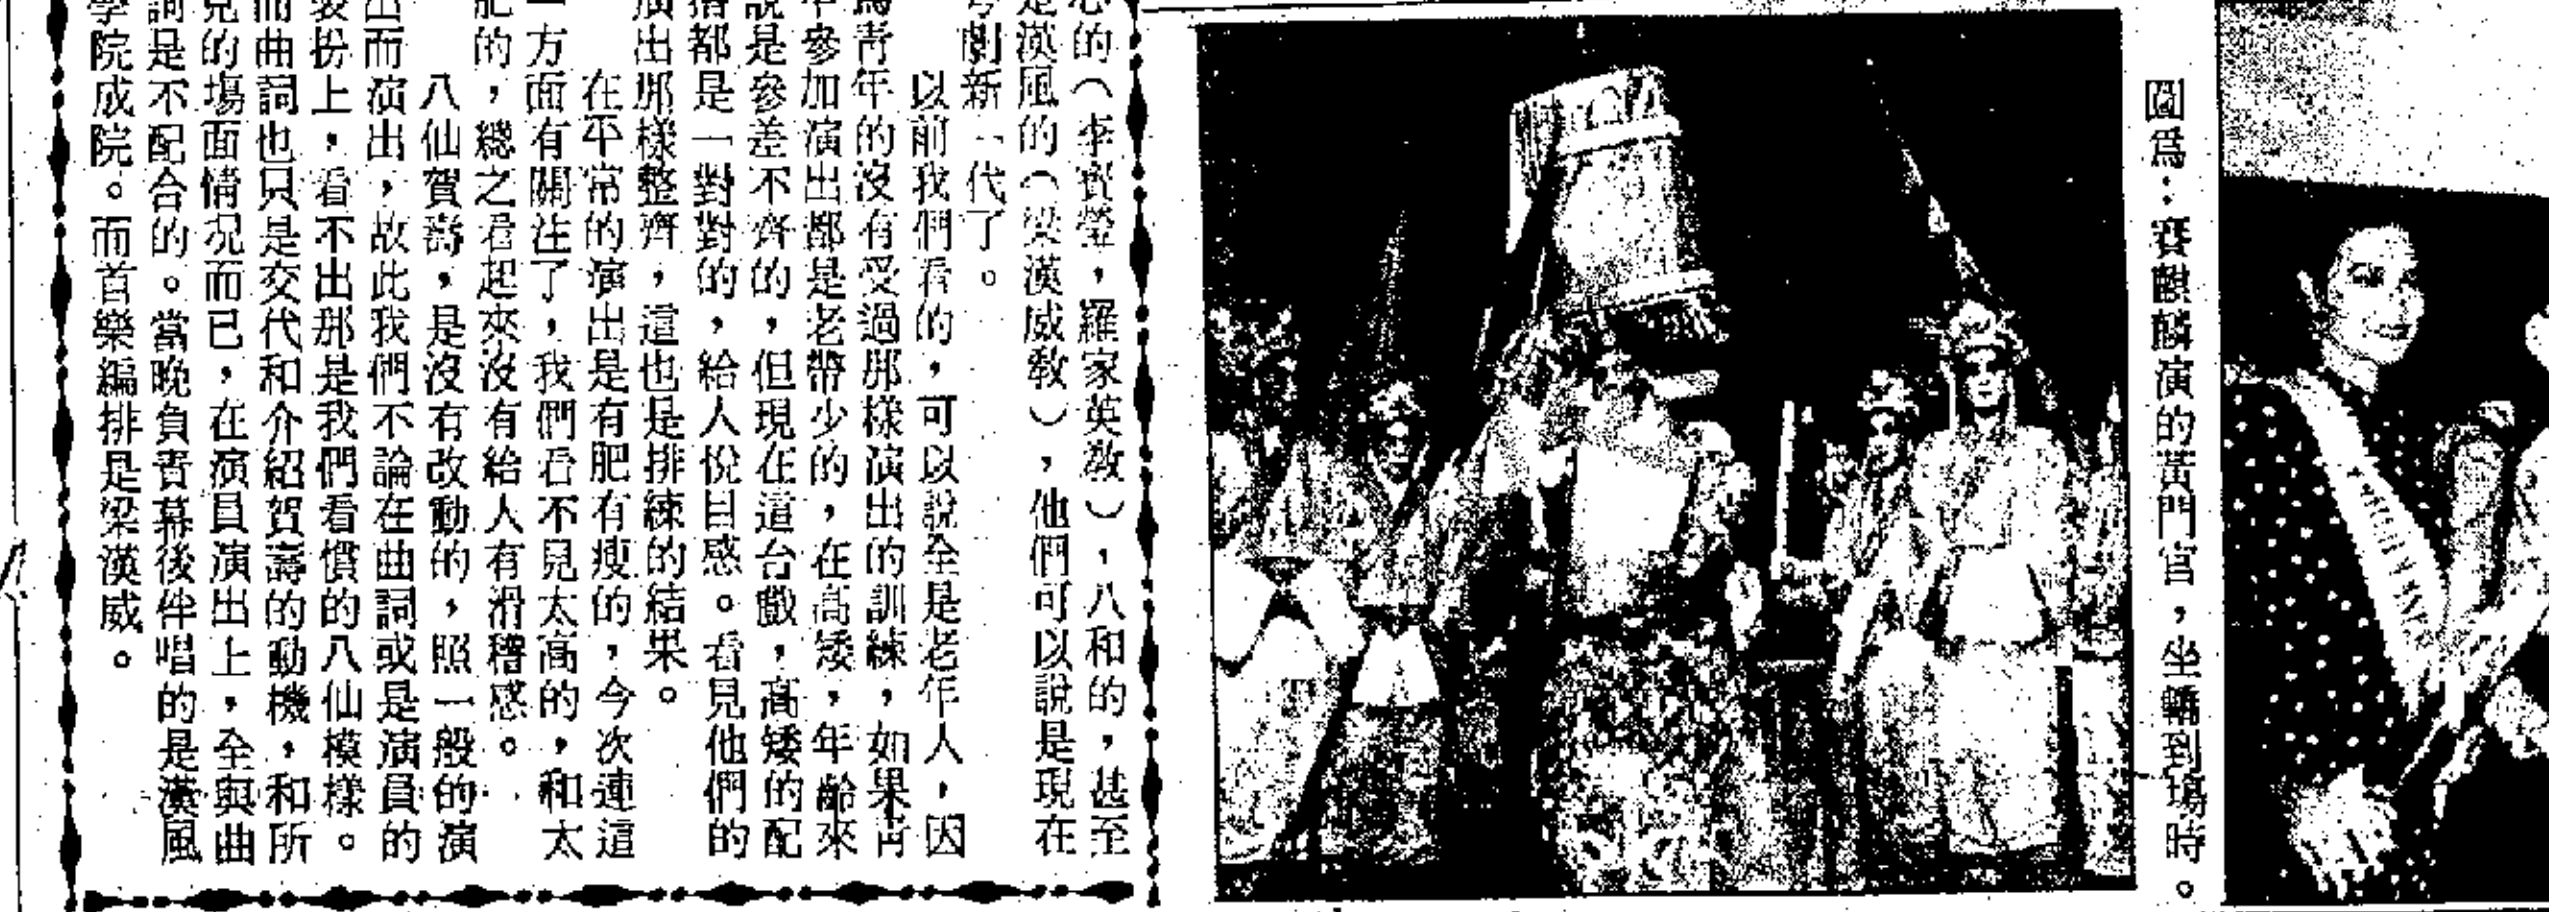 圖爲：賽麒麟演的黃門官，坐轎到場時。
心的（李寶瑩，羅家英敎），八和的，甚至
是漢風的（梁漢威敎），他們可以說是現在
劇新一代了。
以前我們看的，可以說全是老年人，因
爲靑年的沒有受過那樣演出的訓練，如果靑
年參加演出都是老帶少的，在高矮，年齡來
說是參差不齊的，但現在這台戲，高矮的配
搭都是一對對的，給人悅目感。看見他們的
演出那樣整齊，這也是排練的結果。
在平常的演出是有肥有瘦的，今次連這
一方面有關注了，我們看不見太高的，和太
肥的，總之看起來沒有給人有滑稽感。
八仙賀壽，是沒有改動的，照一般的演
出而演出，故此我們不論在曲詞或是演員的
裝扮上，看不出那是我們看慣的八仙模樣。
而曲詞也只是交代和介紹賀壽的動機，和所
見的場面情況而已，在演員演出上，全與曲
詞是不配合的。當晚負責幕後伴唱的是漢風
學院成院。而首樂編排是梁漢威。